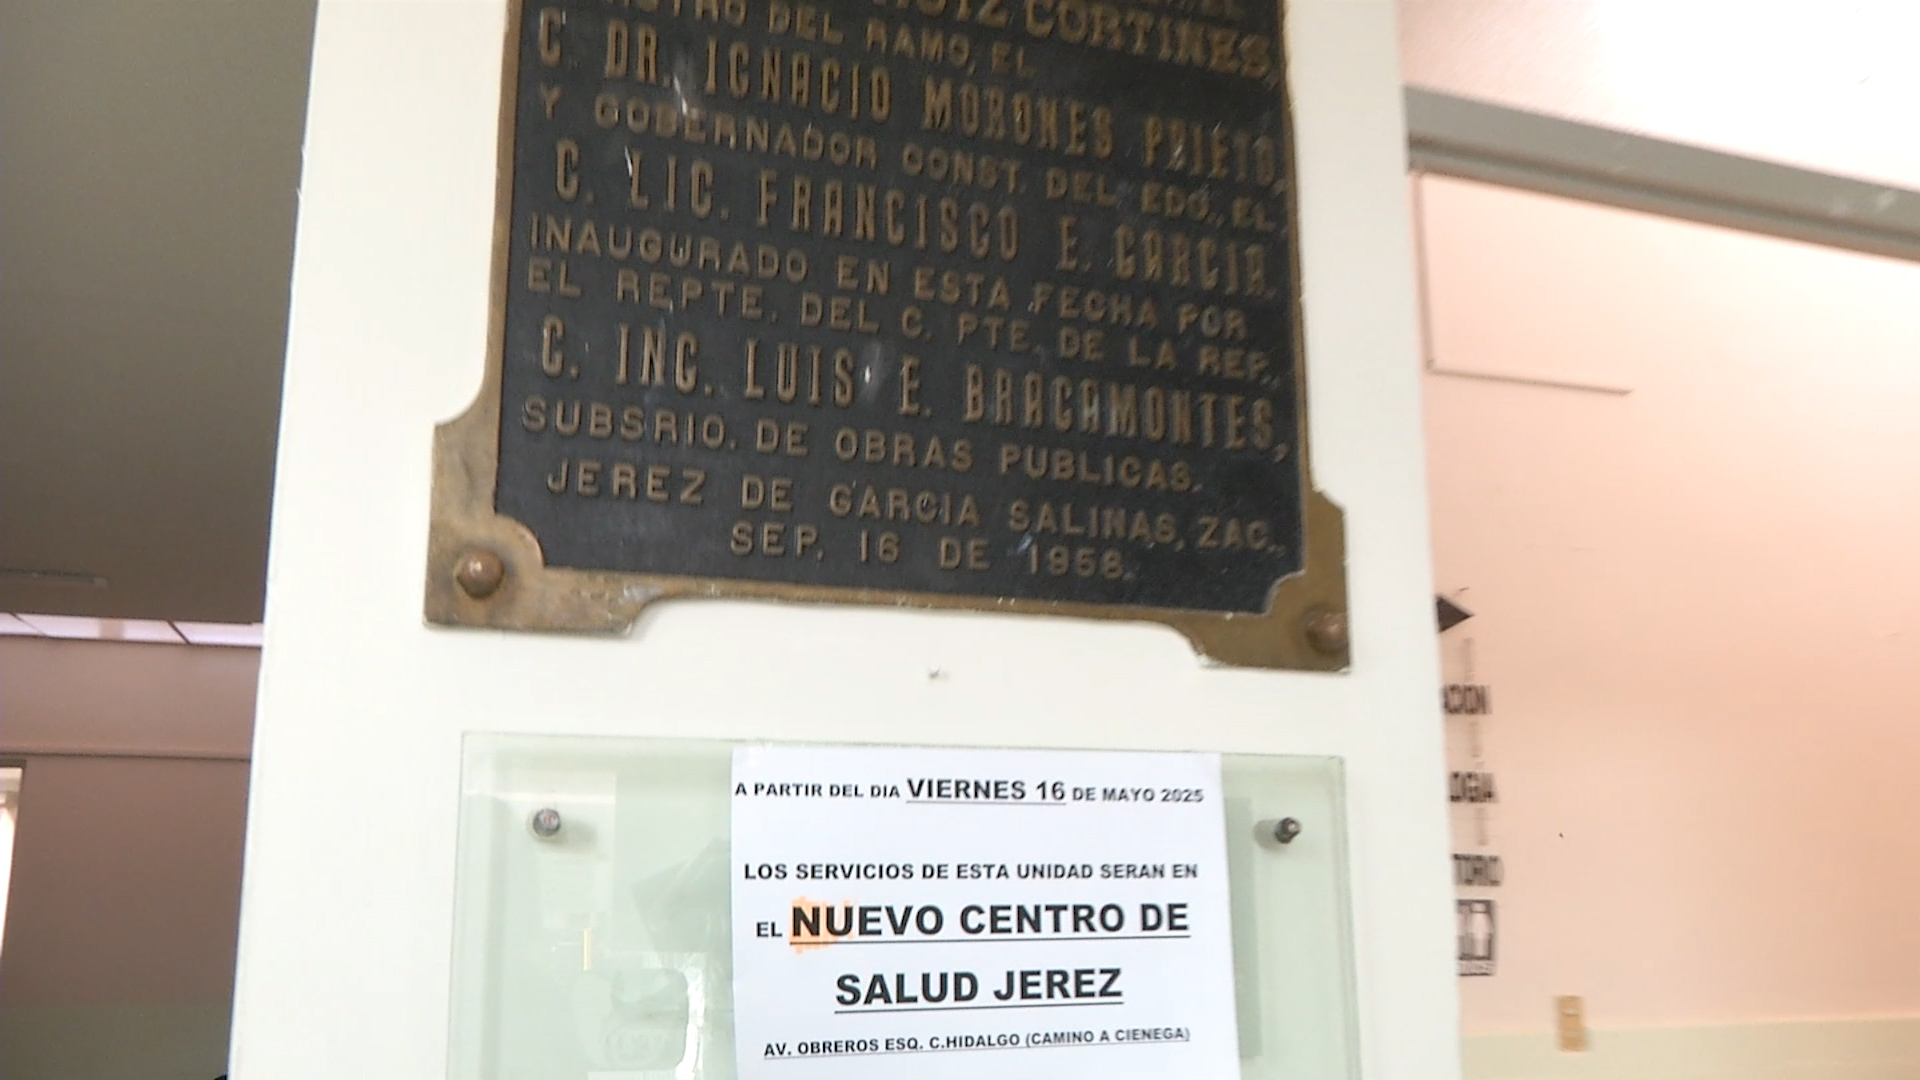 RUIZ CORTINES,
DEL RAMO, EL
C. DR. IGNACIO MORONES PRIETO,
Y GOBERNADOR CONST. DEL EDO., EL
C. LIC. FRANCISCO E. GARCIA.
INAUGURADO EN ESTA FECHA POR
EL REPTE. DEL C. PTE. DE LA REP.,
C. ING. LUIS E. BRACAMONTES,
SUBSRIO. DE OBRAS PUBLICAS.
JEREZ DE GARCIA SALINAS, ZAC.,
SEP. 16 DE 1958.
A PARTIR DEL DIA VIERNES 16 DE MAYO 2025
LOS SERVICIOS DE ESTA UNIDAD SERAN EN
EL NUEVO CENTRO DE
SALUD JEREZ
AV. OBREROS ESQ. C.HIDALGO (CAMINO A CIENEGA)